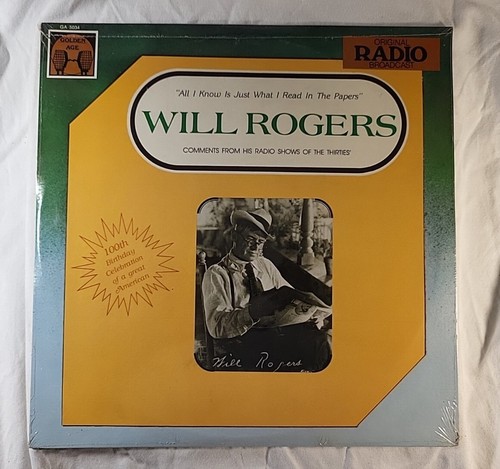 GA 5034
GOLDEN
AGE
ORIGINAL
RADIO
BROADCAST
"All I Know Is Just What I Read In The Papers"
WILL ROGERS
COMMENTS FROM HIS RADIO SHOWS OF THE THIRTIES'
100th
Birthday
Celebration
of a great
American
Will Rogers